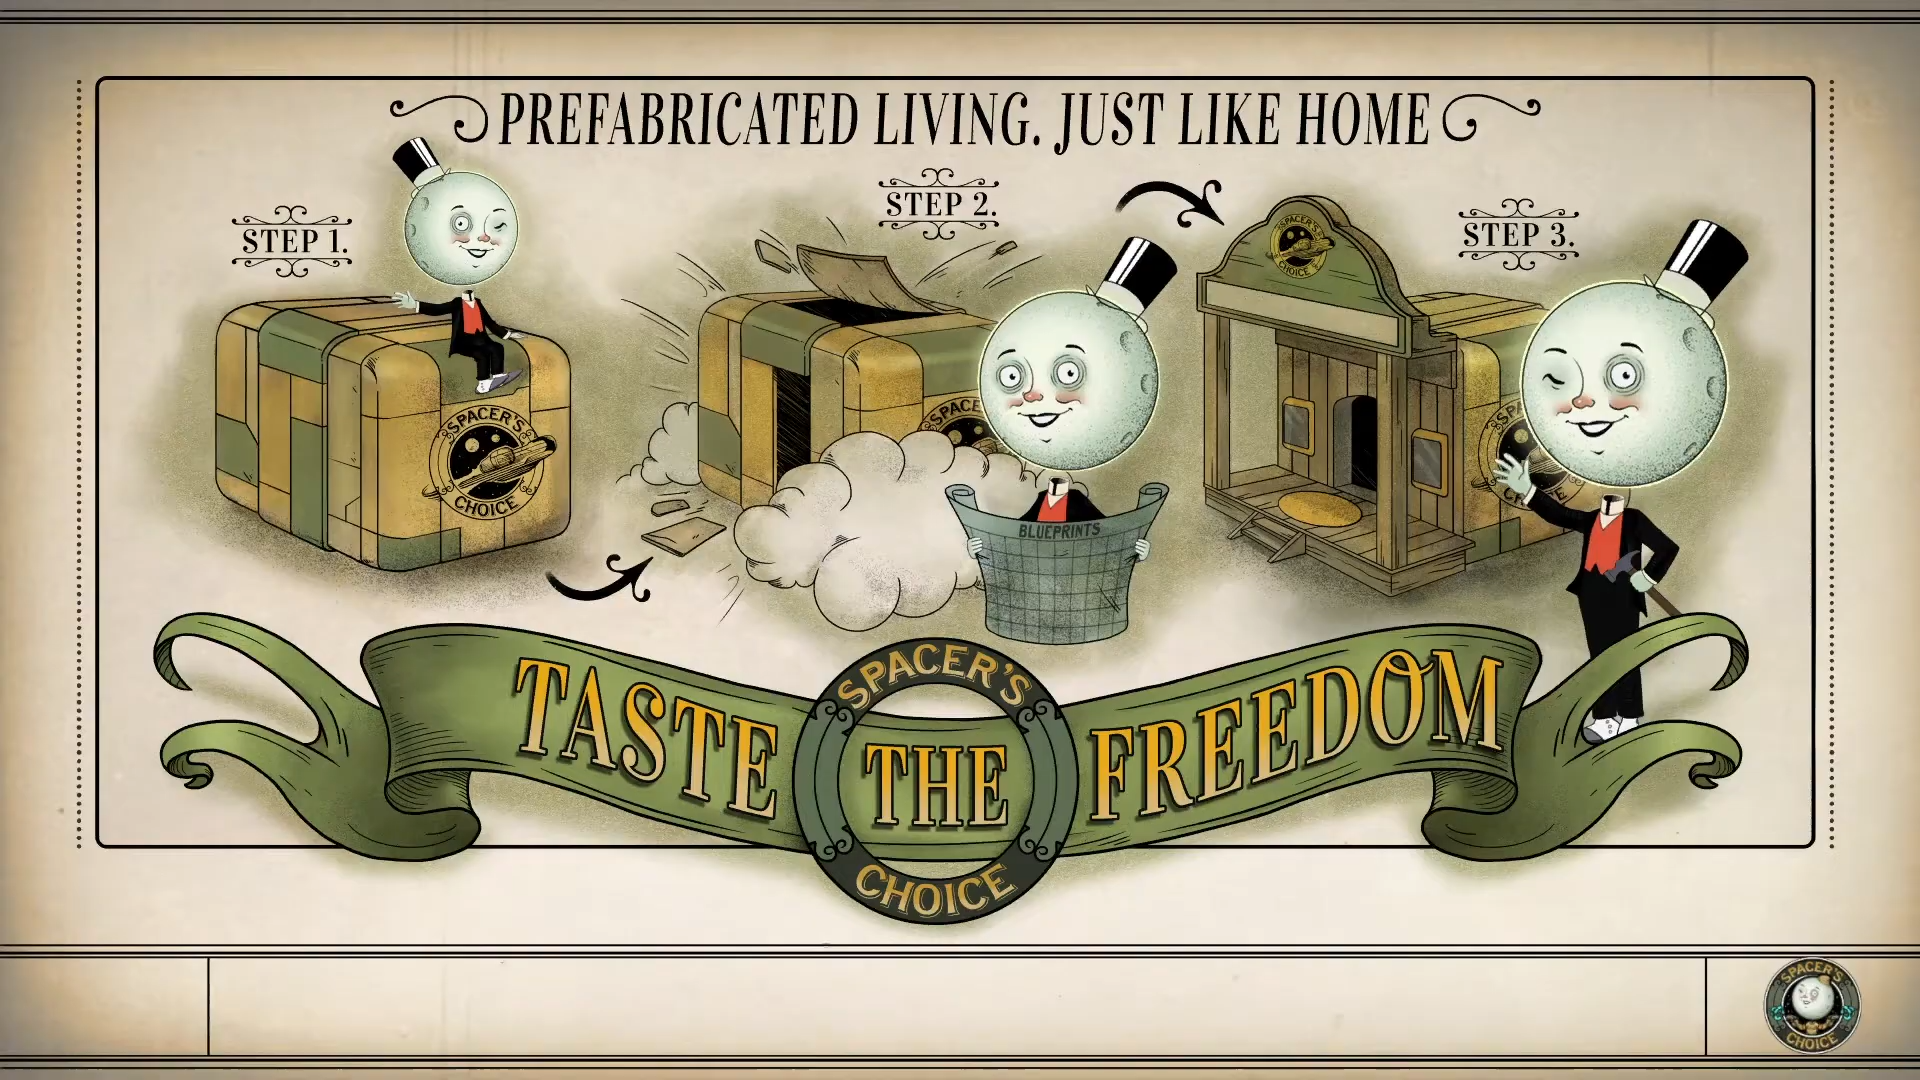 PREFABRICATED LIVING. JUST LIKE HOME
STEP 1.
STEP 2.
STEP 3.
SPACER'S
CHOICE
SPACE
BLUEPRINTS
SPACER'S
CHOICE
TASTE THE FREEDOM
SPACER'S
CHOICE
SPACER'S
CHOICE